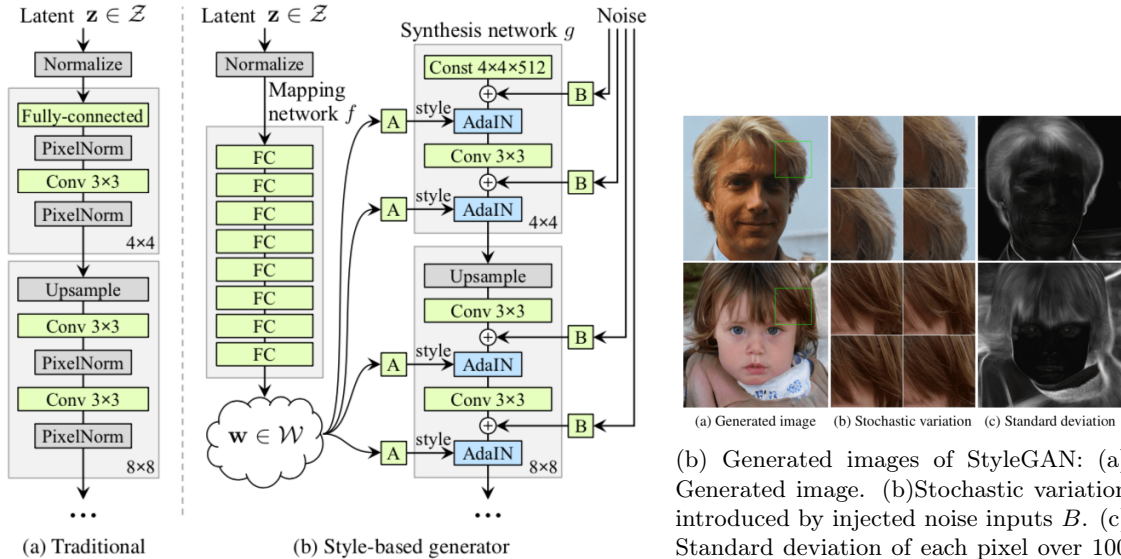 Latent z ∈ Z
Normalize
Fully-connected
PixelNorm
Conv 3×3
PixelNorm
4×4
Upsample
Conv 3×3
PixelNorm
Conv 3×3
PixelNorm
8×8
...
(a) Traditional
Latent z ∈ Z
Normalize
Mapping
network f
FC
FC
FC
FC
FC
FC
FC
FC
w ∈ W
A
style
A
style
A
style
A
style
Noise
Synthesis network g
Const 4×4×512
B
AdaIN
Conv 3×3
B
AdaIN
4×4
Upsample
Conv 3×3
B
AdaIN
Conv 3×3
B
AdaIN
8×8
...
(b) Style-based generator
(a) Generated image (b) Stochastic variation (c) Standard deviation
(b) Generated images of StyleGAN: (a)
Generated image. (b)Stochastic variation
introduced by injected noise inputs B. (c)
Standard deviation of each pixel over 100